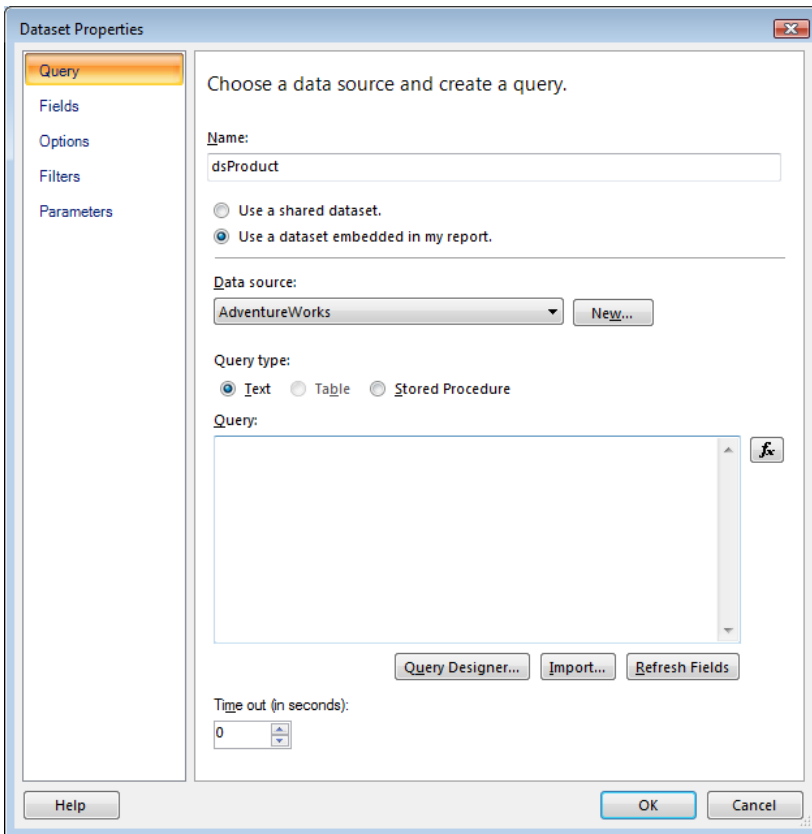 Dataset Properties
Query
Fields
Options
Filters
Parameters
Choose a data source and create a query.
Name:
dsProduct
Use a shared dataset.
Use a dataset embedded in my report.
Data source:
AdventureWorks
New...
Query type:
Text Table Stored Procedure
Query:
fx
Query Designer... Import... Refresh Fields
Time out (in seconds):
0
Help OK Cancel